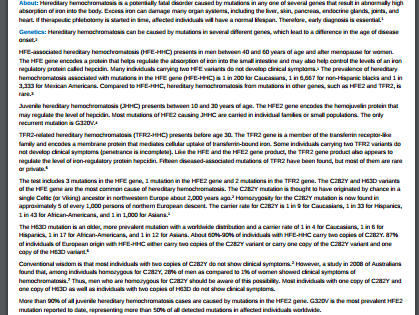 About: Hereditary hemochromatosis is a potentially fatal disorder caused by mutations in any one of several genes that result in abnormally high
absorption of iron into the body. Excess iron can damage many organ systems, including the liver, skin, pancreas, endocrine glands, joints, and
heart. If therapeutic phlebotomy is started in time, affected individuals will have a normal lifespan. Therefore, early diagnosis is essential.¹
Genetics: Hereditary hemochromatosis can be caused by mutations in several different genes, which lead to a difference in the age of disease
onset.²
HFE-associated hereditary hemochromatosis (HFE-HHC) presents in men between 40 and 60 years of age and after menopause for women.
The HFE gene encodes a protein that helps regulate the absorption of iron into the small intestine and may also help control the levels of an iron
regulatory protein called hepcidin. Many individuals carrying two HFE variants do not develop clinical symptoms. The prevalence of hereditary
hemochromatosis associated with mutations in the HFE gene (HFE-HHC) is 1 in 200 for Caucasians, 1 in 6,667 for non-Hispanic blacks and 1 in
3,333 for Mexican Americans. Compared to HFE-HHC, hereditary hemochromatosis from mutations in other genes, such as HFE2 and TFR2, is
rare.
Juvenile hereditary hemochromatosis (JHHC) presents between 10 and 30 years of age. The HFE2 gene encodes the hemojuvelin protein that
may regulate the level of hepcidin. Most mutations of HFE2 causing JHHC are carried in individual families or small populations. The only
recurrent mutation is G320V.
TFR2-related hereditary hemochromatosis (TFR2-HHC) presents before age 30. The TFR2 gene is a member of the transferrin receptor-like
family and encodes a membrane protein that mediates cellular uptake of transferrin-bound iron. Some individuals carrying two TFR2 variants do
not develop clinical symptoms (penetrance is incomplete). Like the HFE and the HFE2 gene product, the TFR2 gene product also appears to
regulate the level of iron-regulatory protein hepcidin. Fifteen disease-associated mutations of TFR2 have been found, but most of them are rare
or private.
The test includes 3 mutations in the HFE gene, 1 mutation in the HFE2 gene and 2 mutations in the TFR2 gene. The C282Y and H63D variants
of the HFE gene are the most common cause of hereditary hemochromatosis. The C282Y mutation is thought to have originated by chance in a
single Celtic (or Viking) ancestor in northwestern Europe about 2,000 years ago. Homozygosity for the C282Y mutation is now found in
approximately 5 of every 1,000 persons of northern European descent. The carrier rate for C282Y is 1 in 9 for Caucasians, 1 in 33 for Hispanics,
1 in 43 for African-Americans, and 1 in 1,000 for Asians.
The H63D mutation is an older, more prevalent mutation with a worldwide distribution and a carrier rate of 1 in 4 for Caucasians, 1 in 6 for
Hispanics, 1 in 17 for African-Americans, and 1 in 12 for Asians. About 60%-90% of individuals with HFE-HHC carry two copies of C282Y. 87%
of individuals of European origin with HFE-HHC either carry two copies of the C282Y variant or carry one copy of the C282Y variant and one
copy of the H63D variant.
Conventional wisdom is that most individuals with two copies of C282Y do not show clinical symptoms. However, a study in 2008 of Australians
found that, among individuals homozygous for C282Y, 28% of men as compared to 1% of women showed clinical symptoms of
hemochromatosis. Thus, men who are homozygous for C282Y should be aware of this possibility. Most individuals with one copy of C282Y and
one copy of H63D as well as individuals with two copies of H63D do not show clinical symptoms.
More than 90% of all juvenile hereditary hemochromatosis cases are caused by mutations in the HFE2 gene. G320V is the most prevalent HFE2
mutation reported to date, representing more than 50% of all detected mutations in affected individuals worldwide.